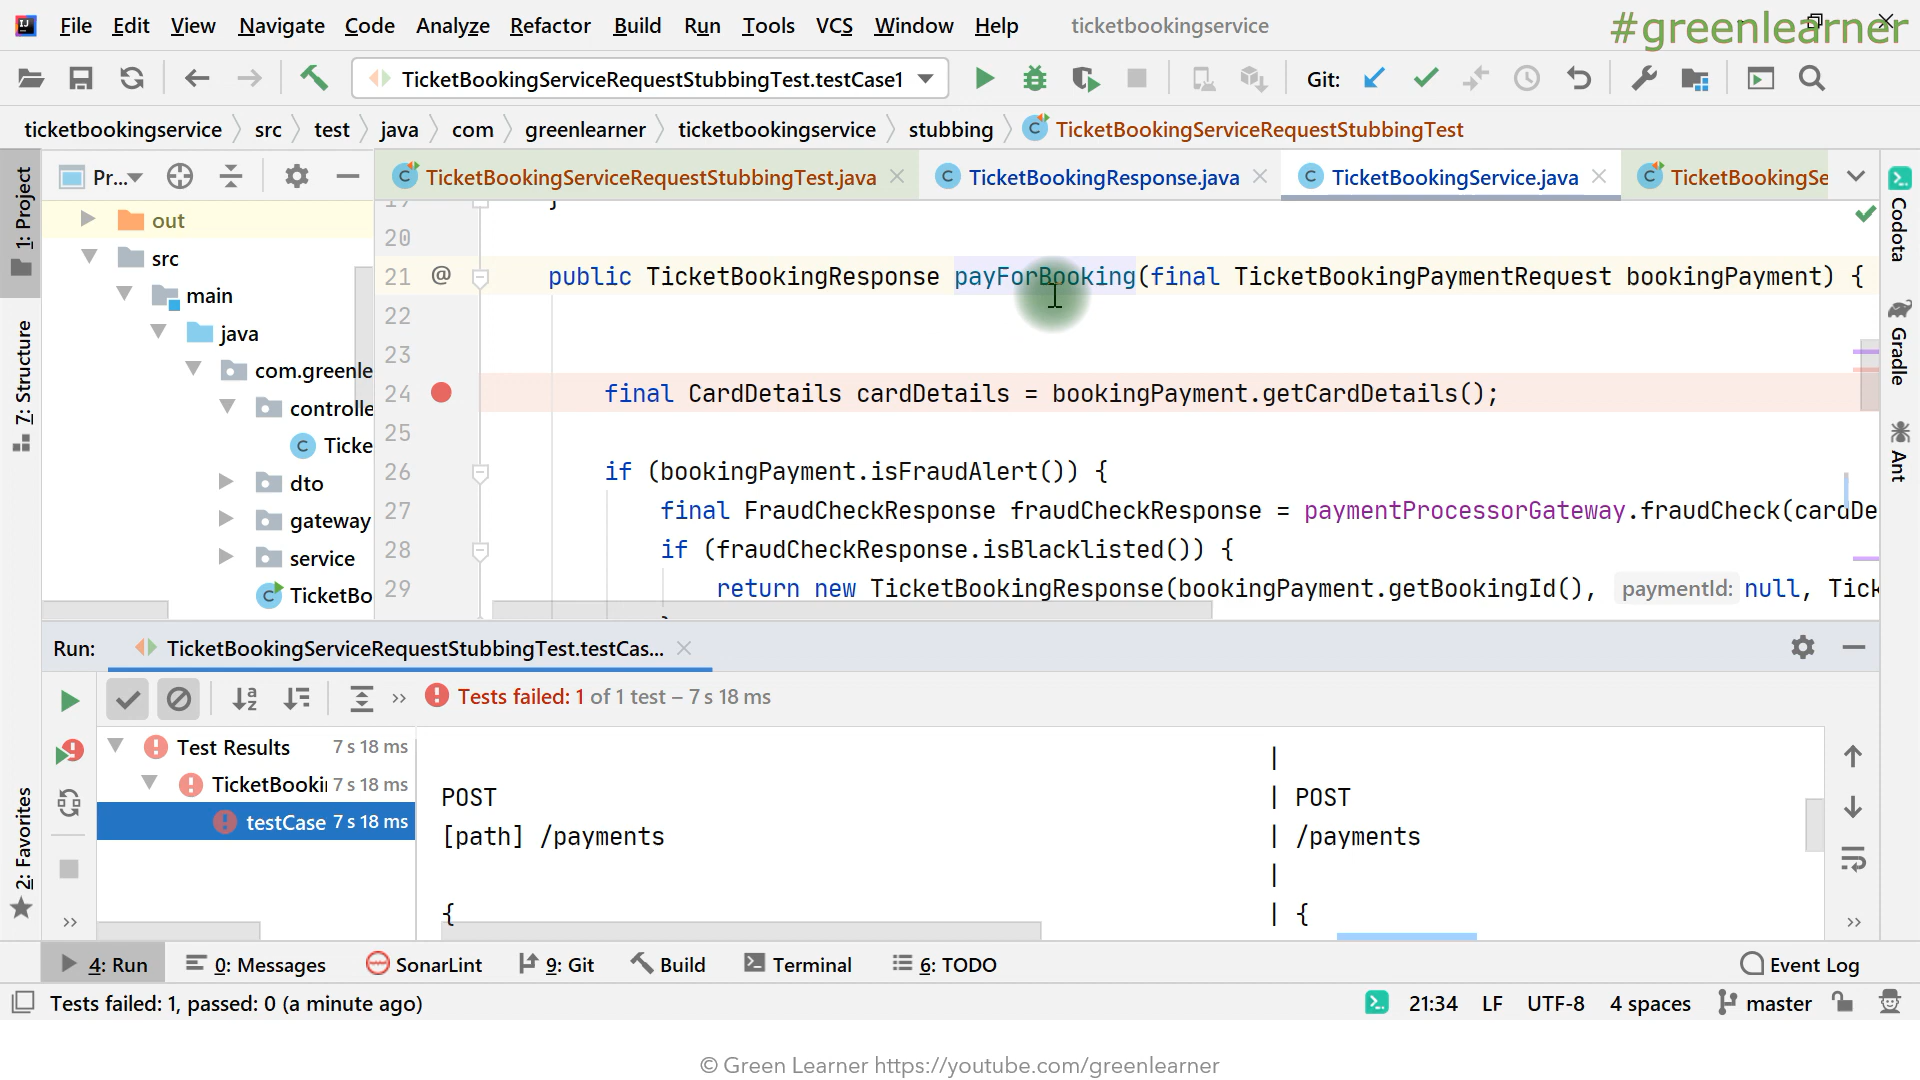 File Edit View Navigate Code Analyze Refactor Build Run Tools VCS Window Help ticketbookingservice #greenlearner
TicketBookingServiceRequestStubbingTest.testCase1 Git:
ticketbookingservice src test java com greenlearner ticketbookingservice stubbing C TicketBookingServiceRequestStubbingTest
1: Project
7: Structure
2: Favorites
Pr...
out
src
main
java
com.greenle
controlle
C Ticke
dto
gateway
service
C TicketBo
C TicketBookingServiceRequestStubbingTest.java C TicketBookingResponse.java C TicketBookingService.java C TicketBookingSe
19 }
20
21 @ public TicketBookingResponse payForBooking(final TicketBookingPaymentRequest bookingPayment) {
22
23
24 final CardDetails cardDetails = bookingPayment.getCardDetails();
25
26 if (bookingPayment.isFraudAlert()) {
27 final FraudCheckResponse fraudCheckResponse = paymentProcessorGateway.fraudCheck(cardDe
28 if (fraudCheckResponse.isBlacklisted()) {
29 return new TicketBookingResponse(bookingPayment.getBookingId(), paymentId: null, Tick
Codota
Gradle
Ant
Run: TicketBookingServiceRequestStubbingTest.testCas...
Tests failed: 1 of 1 test – 7 s 18 ms
Test Results 7 s 18 ms
TicketBookin 7 s 18 ms
testCase 7 s 18 ms
|
POST | POST
[path] /payments | /payments
|
{ | {
4: Run 0: Messages SonarLint 9: Git Build Terminal 6: TODO Event Log
Tests failed: 1, passed: 0 (a minute ago) 21:34 LF UTF-8 4 spaces master
© Green Learner https://youtube.com/greenlearner